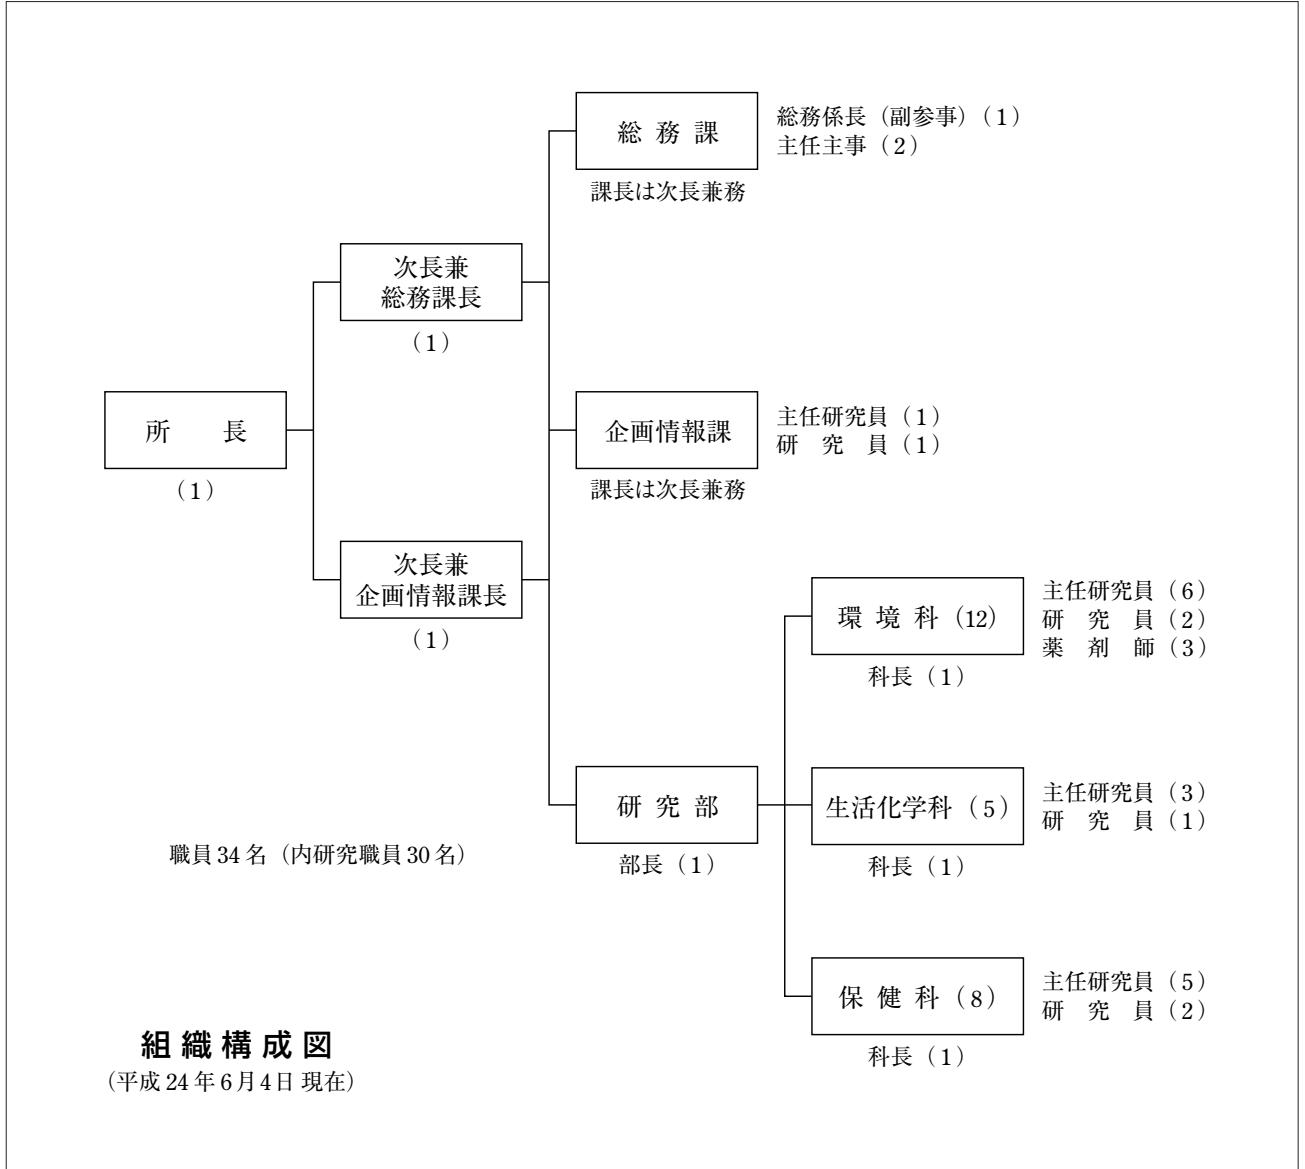 総 務 課
総務係長（副参事）（1）
主任主事（2）
課長は次長兼務
次長兼
総務課長
（1）
所　　長
（1）
企画情報課
主任研究員（1）
研　究　員（1）
課長は次長兼務
次長兼
企画情報課長
（1）
環 境 科（12）
主任研究員（6）
研　究　員（2）
薬　剤　師（3）
科長（1）
研 究 部
部長（1）
生活化学科（5）
主任研究員（3）
研　究　員（1）
科長（1）
職員34名（内研究職員30名）
保 健 科（8）
主任研究員（5）
研　究　員（2）
科長（1）
組織構成図
（平成24年6月4日 現在）